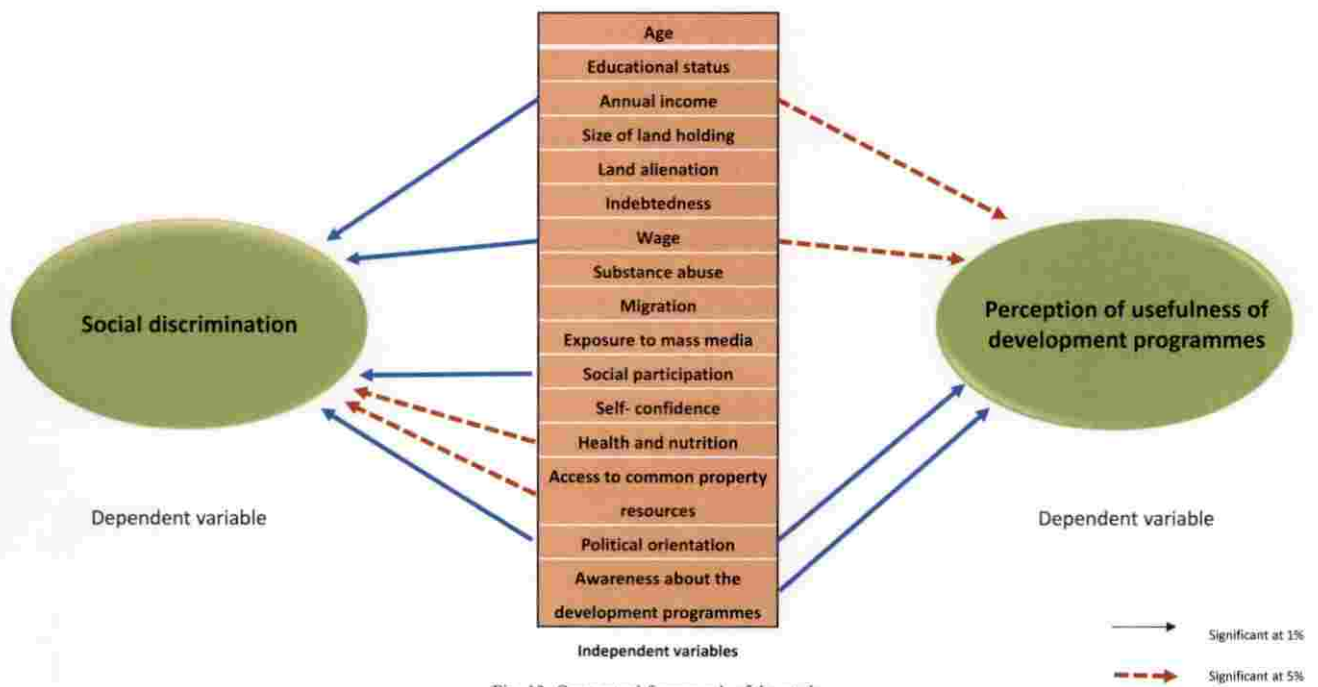 Age
Educational status
Annual income
Size of land holding
Land alienation
Indebtedness
Wage
Substance abuse
Migration
Exposure to mass media
Social participation
Self- confidence
Health and nutrition
Access to common property
resources
Political orientation
Awareness about the
development programmes
Independent variables
Social discrimination
Dependent variable
Perception of usefulness of
development programmes
Dependent variable
Significant at 1%
Significant at 5%